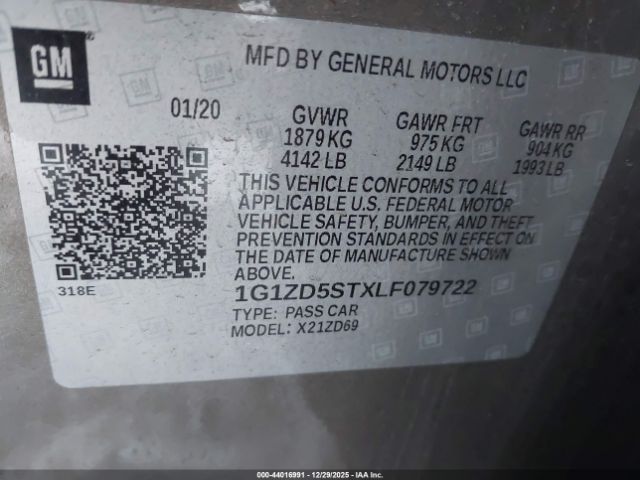 GM
MFD BY GENERAL MOTORS LLC
01/20
GVWR GAWR FRT GAWR RR
1879 KG 975 KG 904 KG
4142 LB 2149 LB 1993 LB
THIS VEHICLE CONFORMS TO ALL
APPLICABLE U.S. FEDERAL MOTOR
VEHICLE SAFETY, BUMPER, AND THEFT
PREVENTION STANDARDS IN EFFECT ON
THE DATE OF MANUFACTURE SHOWN
ABOVE.
318E
1G1ZD5STXLF079722
TYPE: PASS CAR
MODEL: X21ZD69
000-44016991 - 12/29/2025 - IAAI, Inc.